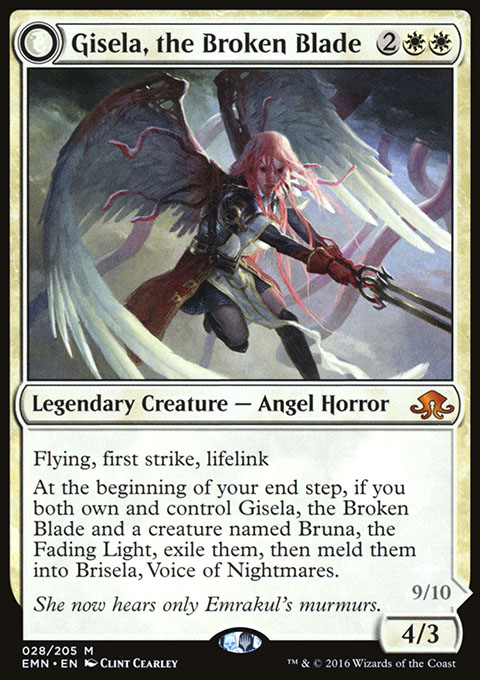 Gisela, the Broken Blade 2
Legendary Creature — Angel Horror
Flying, first strike, lifelink
At the beginning of your end step, if you
both own and control Gisela, the Broken
Blade and a creature named Bruna, the
Fading Light, exile them, then meld them
into Brisela, Voice of Nightmares.
9/10
She now hears only Emrakul's murmurs.
4/3
028/205 M
EMN • EN Clint Cearley
™ & © 2016 Wizards of the Coast